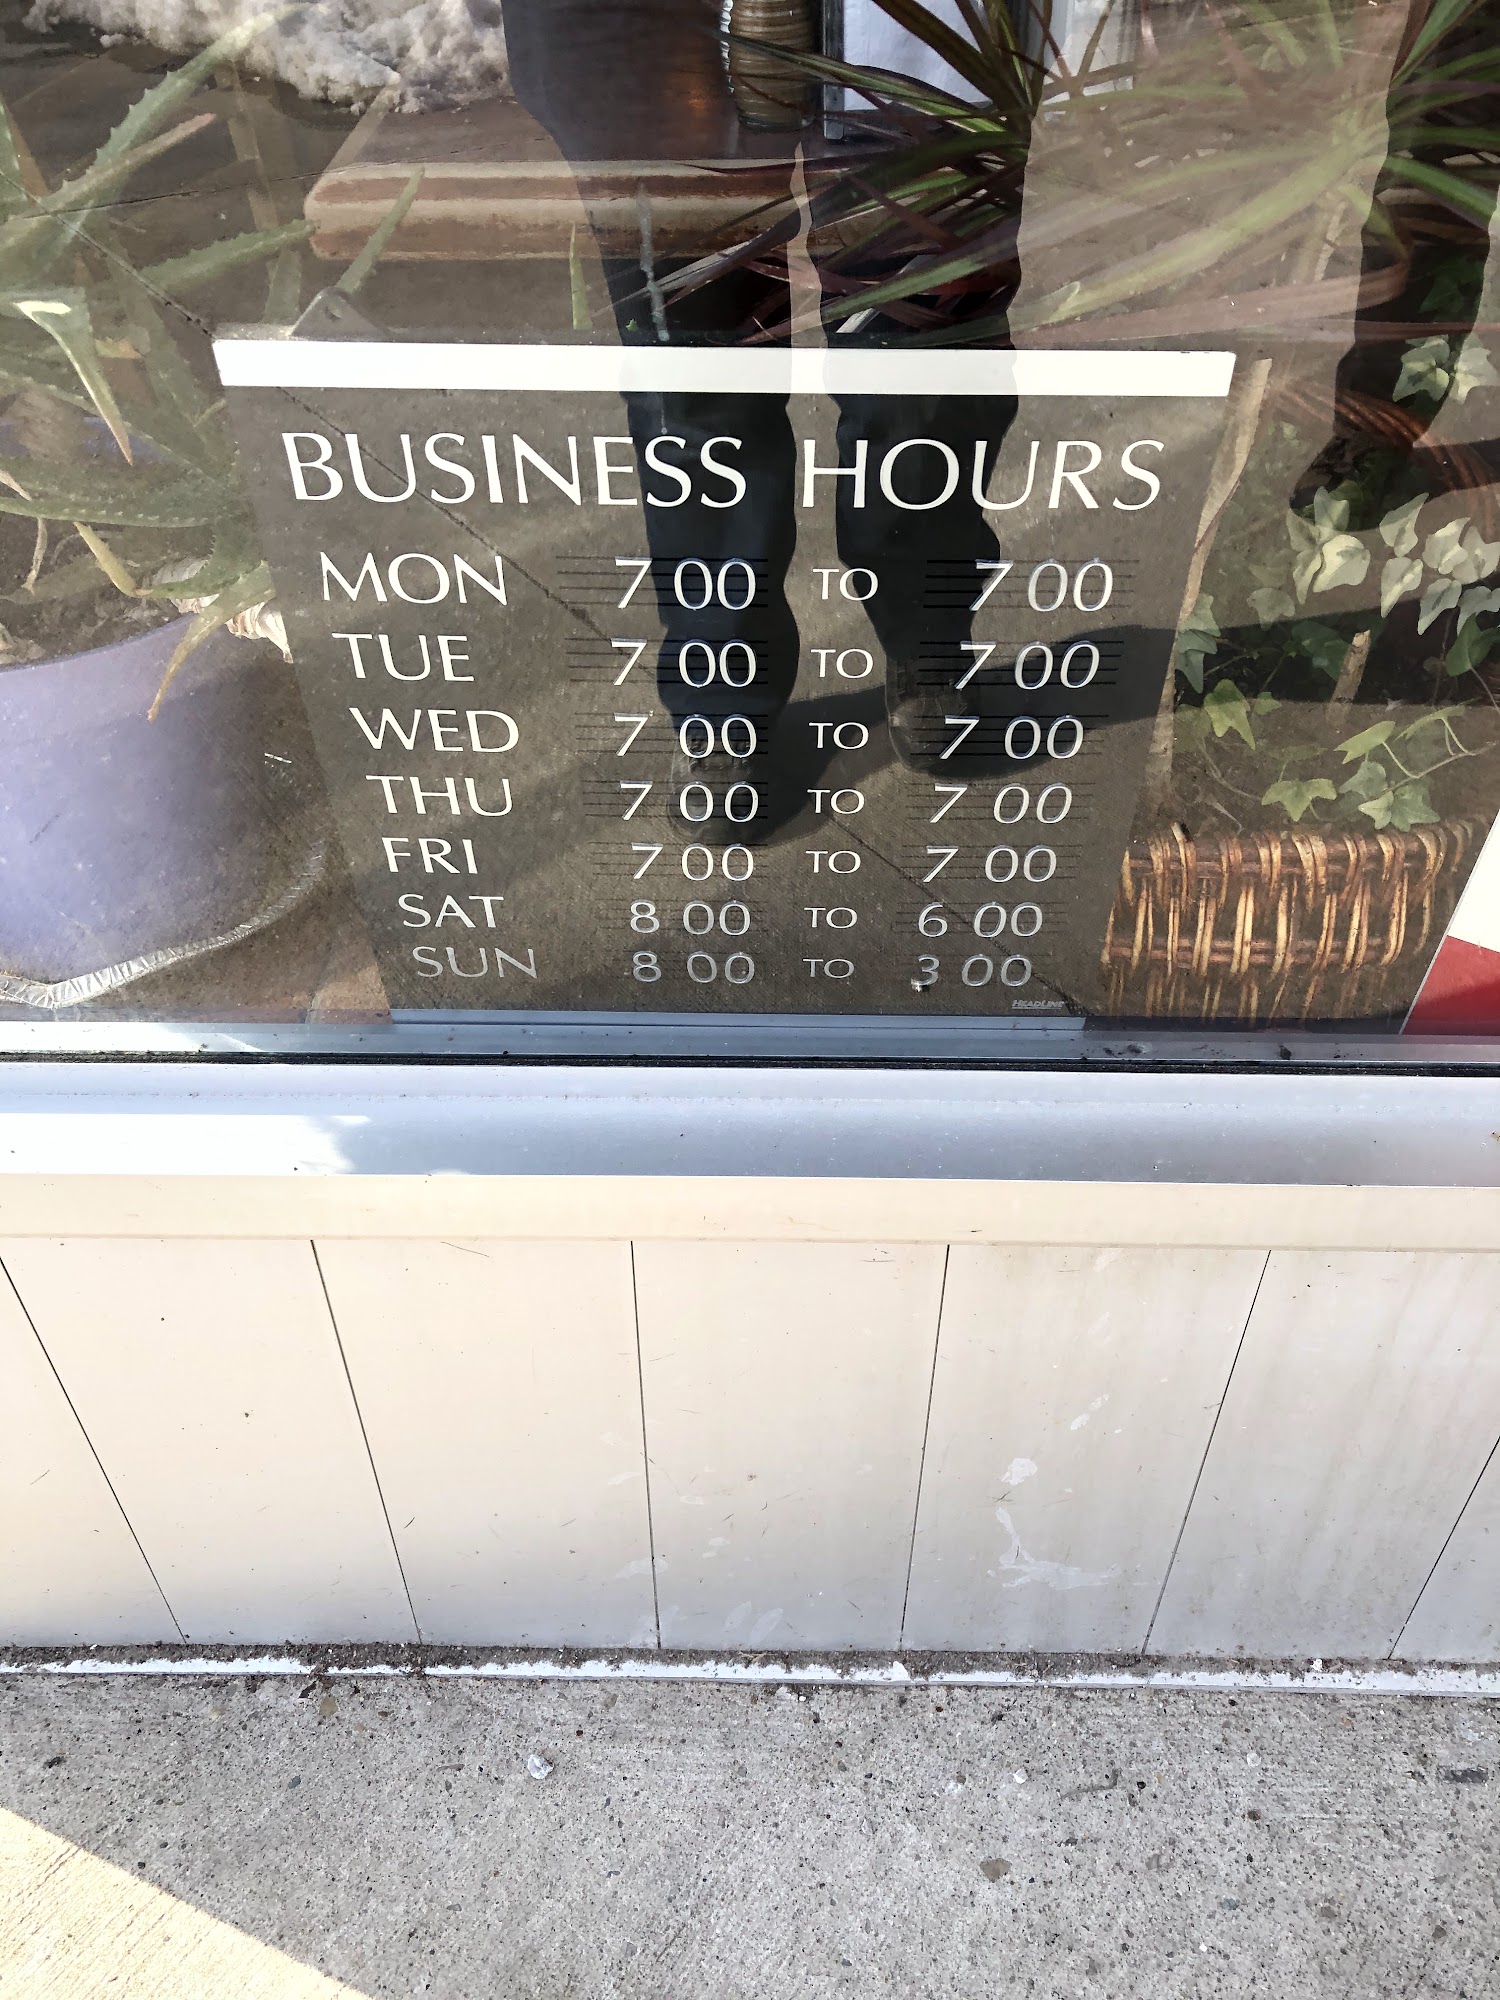 BUSINESS HOURS
MON 7 00 TO 7 00
TUE 7 00 TO 7 00
WED 7 00 TO 7 00
THU 7 00 TO 7 00
FRI 7 00 TO 7 00
SAT 8 00 TO 6 00
SUN 8 00 TO 3 00
HEADLINE